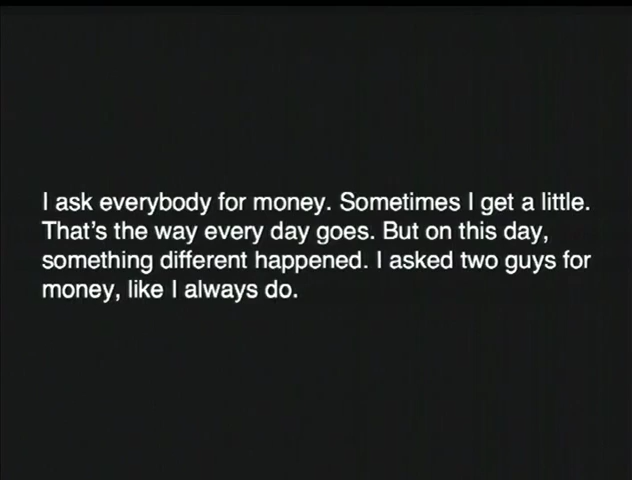 I ask everybody for money. Sometimes I get a little.
That's the way every day goes. But on this day,
something different happened. I asked two guys for
money, like I always do.